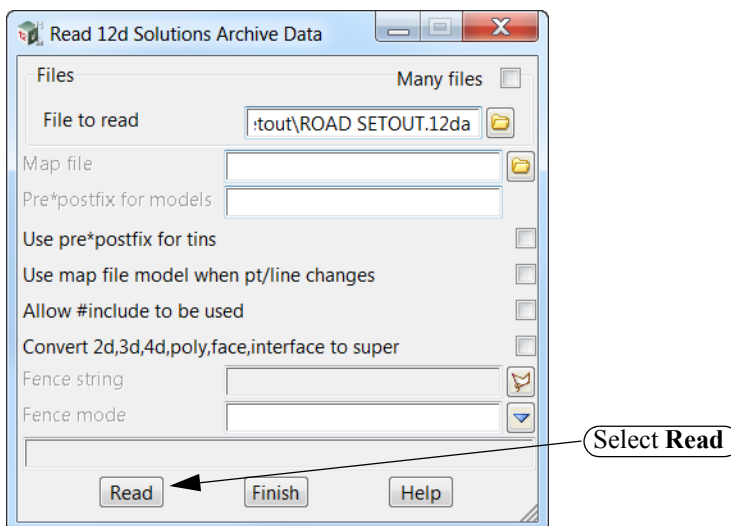 Read 12d Solutions Archive Data
Files
Many files
File to read
etout\ROAD SETOUT.12da
Map file
Pre*postfix for models
Use pre*postfix for tins
Use map file model when pt/line changes
Allow #include to be used
Convert 2d,3d,4d,poly,face,interface to super
Fence string
Fence mode
Select Read
Read Finish Help